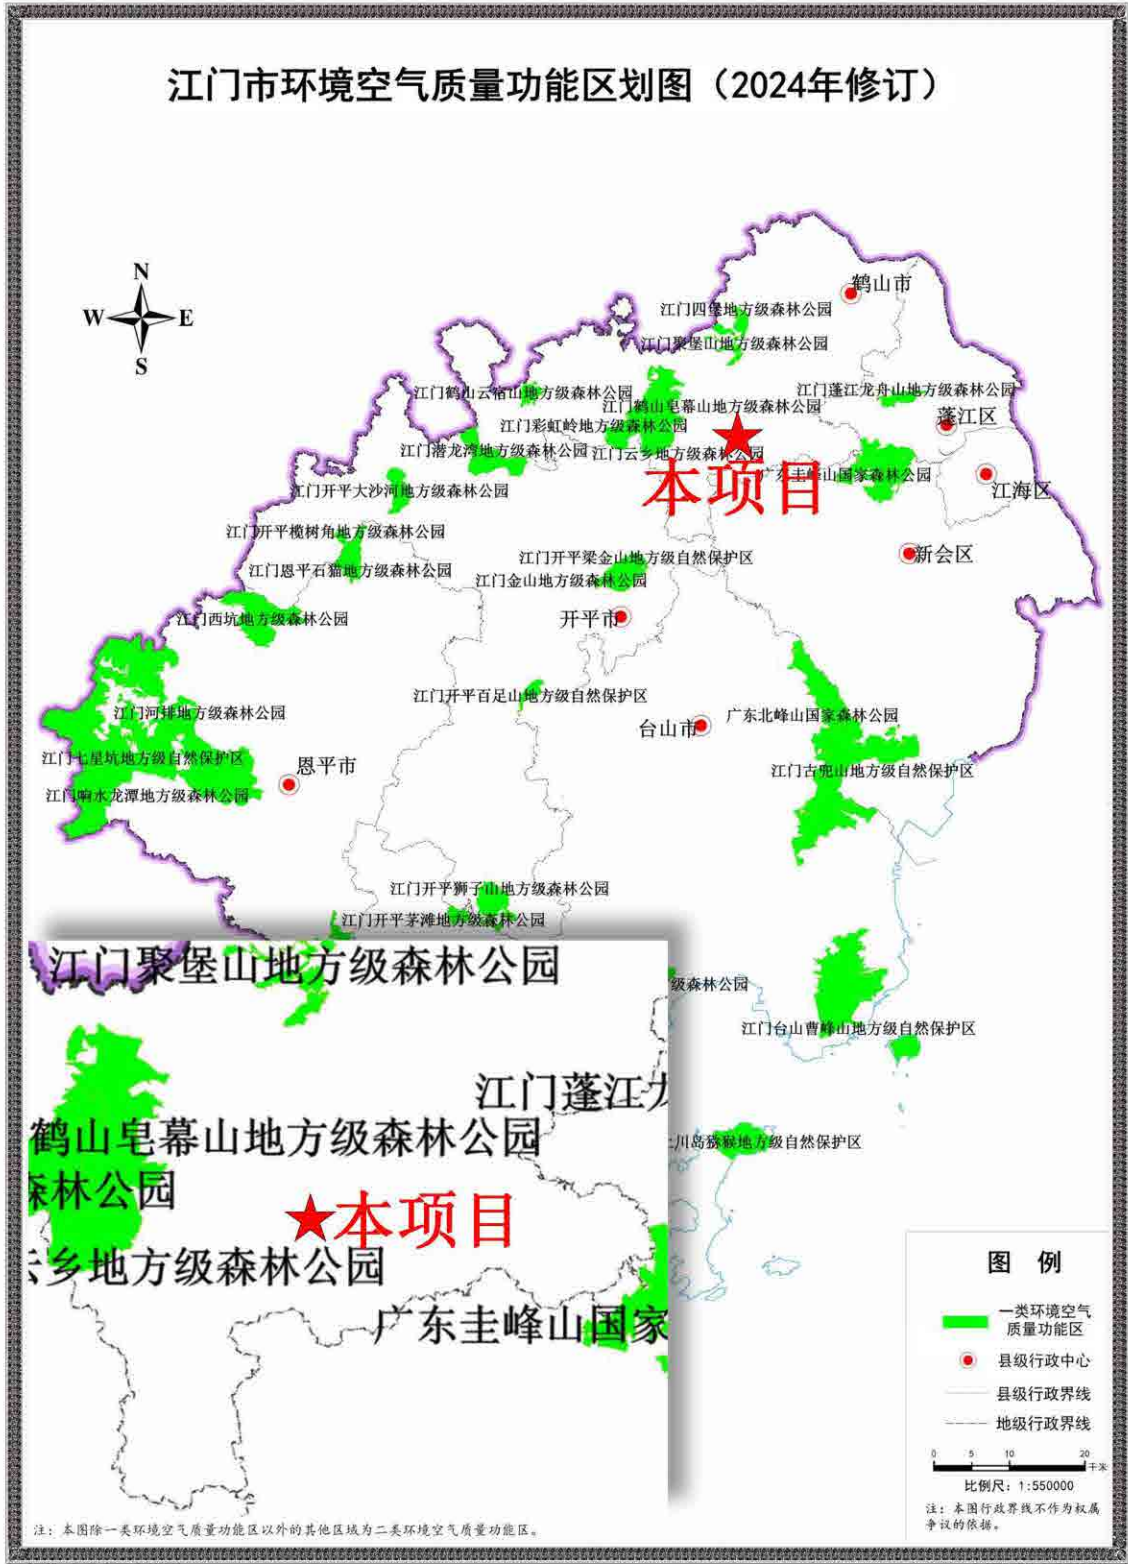 江门市环境空气质量功能区划图（2024年修订）
N
W
E
S
鹤山市
江门四堡地方级森林公园
江门聚堡山地方级森林公园
江门鹤山云宿山地方级森林公园
江门蓬江龙舟山地方级森林公园
江门鹤山皂幕山地方级森林公园
蓬江区
江门彩虹岭地方级森林公园
江门潜龙湾地方级森林公园
江门云乡地方级森林公园
广东圭峰山国家森林公园
本项目
江海区
江门开平大沙河地方级森林公园
江门开平榄树角地方级森林公园
江门开平梁金山地方级自然保护区
新会区
江门恩平石猫地方级森林公园
江门金山地方级森林公园
江门西坑地方级森林公园
开平市
江门开平百足山地方级自然保护区
江门河排地方级森林公园
广东北峰山国家森林公园
台山市
江门七星坑地方级自然保护区
恩平市
江门古兜山地方级自然保护区
江门响水龙潭地方级森林公园
江门开平狮子山地方级森林公园
江门开平茅滩地方级森林公园
江门聚堡山地方级森林公园
级森林公园
江门台山曹峰山地方级自然保护区
江门蓬江
鹤山皂幕山地方级森林公园
川岛猕猴地方级自然保护区
森林公园
本项目
乡地方级森林公园
广东圭峰山国家
图 例
一类环境空气
质量功能区
县级行政中心
县级行政界线
地级行政界线
0 5 10 20
千米
比例尺：1:550000
注：本图行政界线不作为权属
争议的依据。
注：本图除一类环境空气质量功能区以外的其他区域为二类环境空气质量功能区。